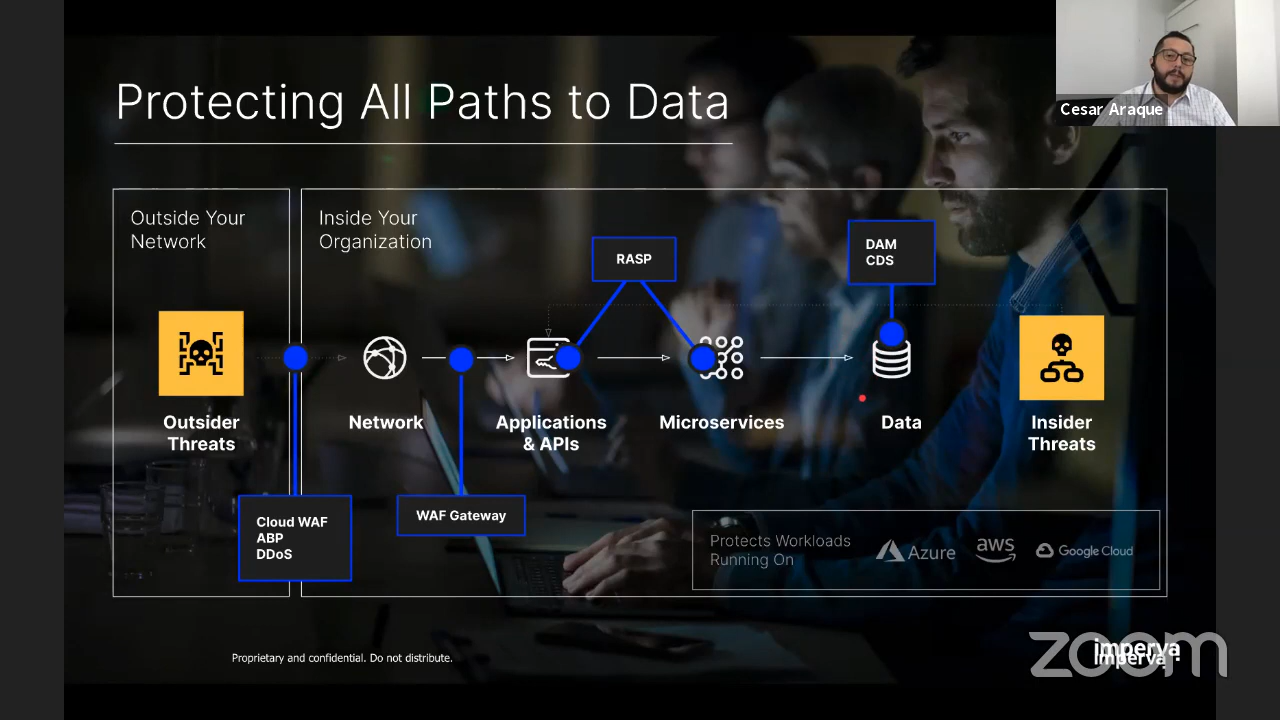 Cesar Araque
Protecting All Paths to Data
Outside Your
Network
Inside Your
Organization
RASP
DAM
CDS
Outsider
Threats
Network
Applications
& APIs
Microservices
Data
Insider
Threats
Cloud WAF
ABP
DDoS
WAF Gateway
Protects Workloads
Running On
Azure
aws
Google Cloud
Proprietary and confidential. Do not distribute.
imperva
imperva
zoom